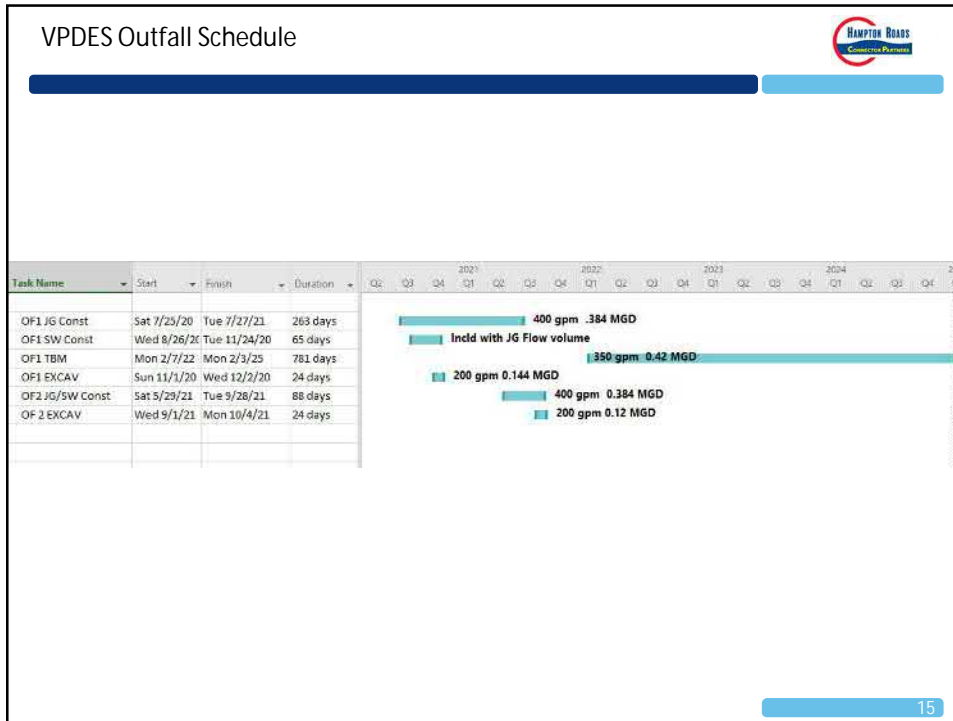 VPDES Outfall Schedule
HAMPTON ROADS
CONNECTOR PARTNERS
2021 2022 2023 2024 2
Task Name Start Finish Duration Q2 Q3 Q4 Q1 Q2 Q3 Q4 Q1 Q2 Q3 Q4 Q1 Q2 Q3 Q4 Q1 Q2 Q3 Q4
OF1 JG Const Sat 7/25/20 Tue 7/27/21 263 days 400 gpm .384 MGD
OF1 SW Const Wed 8/26/20 Tue 11/24/20 65 days Incld with JG Flow volume
OF1 TBM Mon 2/7/22 Mon 2/3/25 781 days 350 gpm 0.42 MGD
OF1 EXCAV Sun 11/1/20 Wed 12/2/20 24 days 200 gpm 0.144 MGD
OF2 JG/SW Const Sat 5/29/21 Tue 9/28/21 88 days 400 gpm 0.384 MGD
OF 2 EXCAV Wed 9/1/21 Mon 10/4/21 24 days 200 gpm 0.12 MGD
15